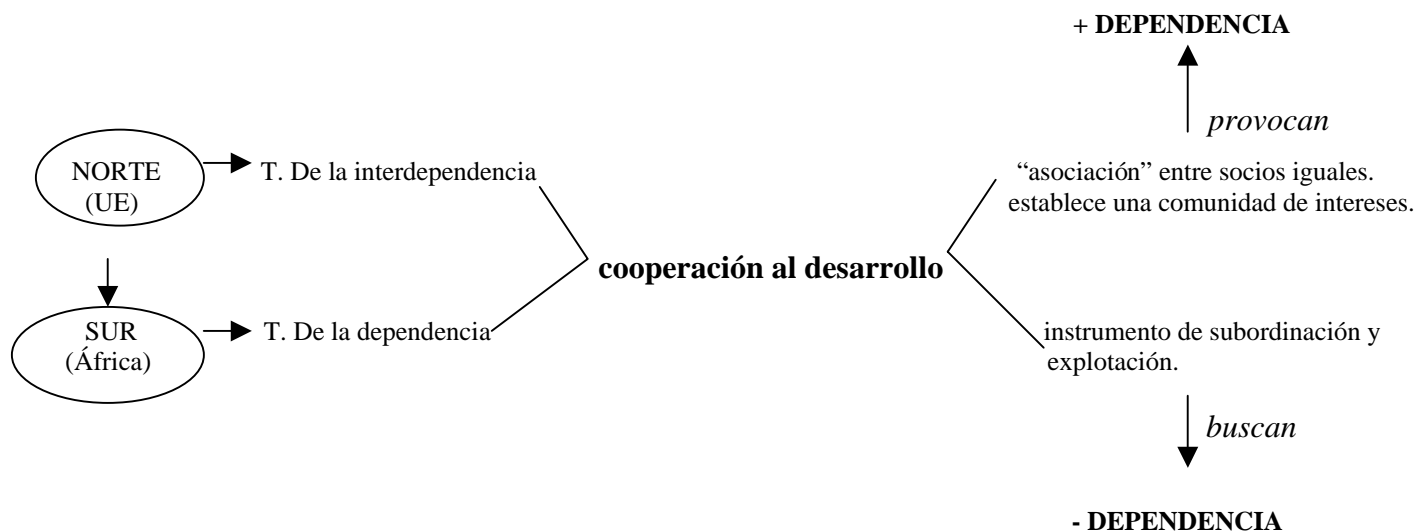 + DEPENDENCIA
provocan
NORTE
(UE)
T. De la interdependencia
“asociación” entre socios iguales.
establece una comunidad de intereses.
cooperación al desarrollo
SUR
(África)
T. De la dependencia
instrumento de subordinación y
explotación.
buscan
- DEPENDENCIA